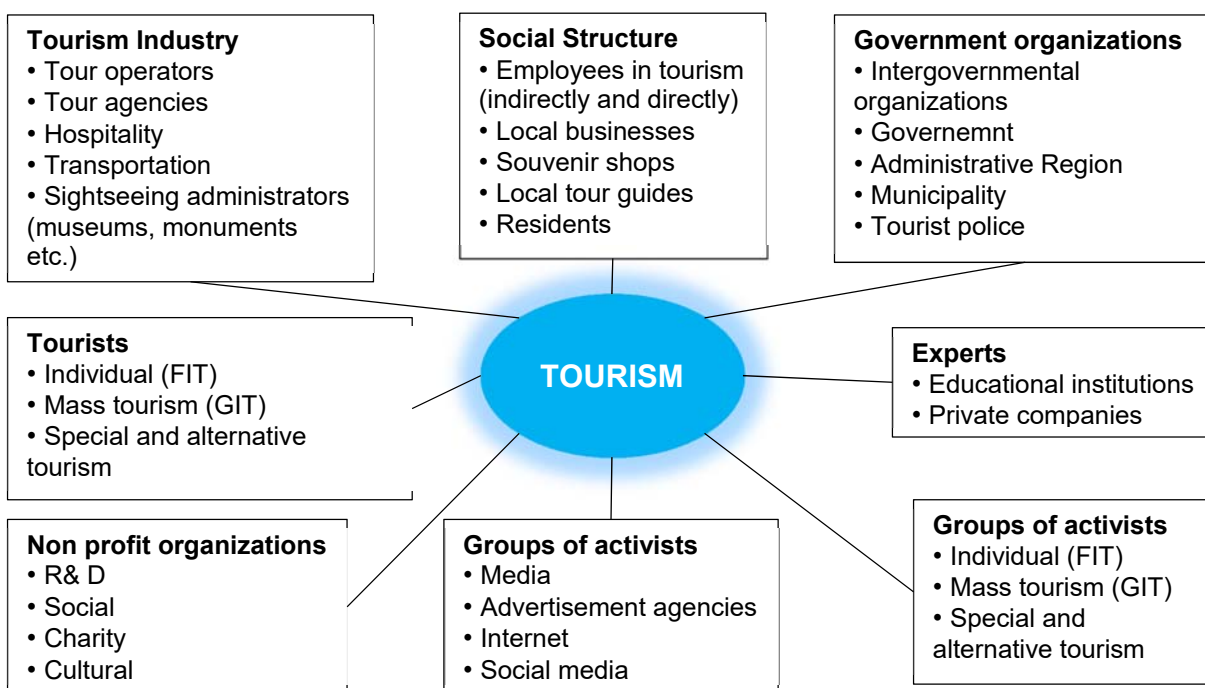 Tourism Industry
• Tour operators
• Tour agencies
• Hospitality
• Transportation
• Sightseeing administrators
(museums, monuments
etc.)
Social Structure
• Employees in tourism
(indirectly and directly)
• Local businesses
• Souvenir shops
• Local tour guides
• Residents
Government organizations
• Intergovernmental
organizations
• Governemnt
• Administrative Region
• Municipality
• Tourist police
Tourists
• Individual (FIT)
• Mass tourism (GIT)
• Special and alternative
tourism
TOURISM
Experts
• Educational institutions
• Private companies
Non profit organizations
• R& D
• Social
• Charity
• Cultural
Groups of activists
• Media
• Advertisement agencies
• Internet
• Social media
Groups of activists
• Individual (FIT)
• Mass tourism (GIT)
• Special and
alternative tourism